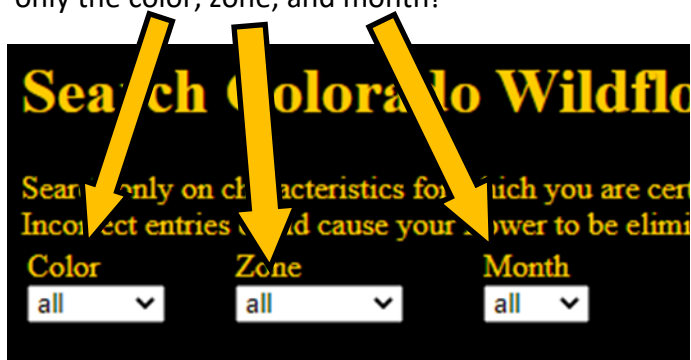 only the color, zone, and month!
Search Colorado Wildflo
Search only on characteristics for which you are cert
Incorrect entries could cause your flower to be elimi
Color Zone Month
all all all